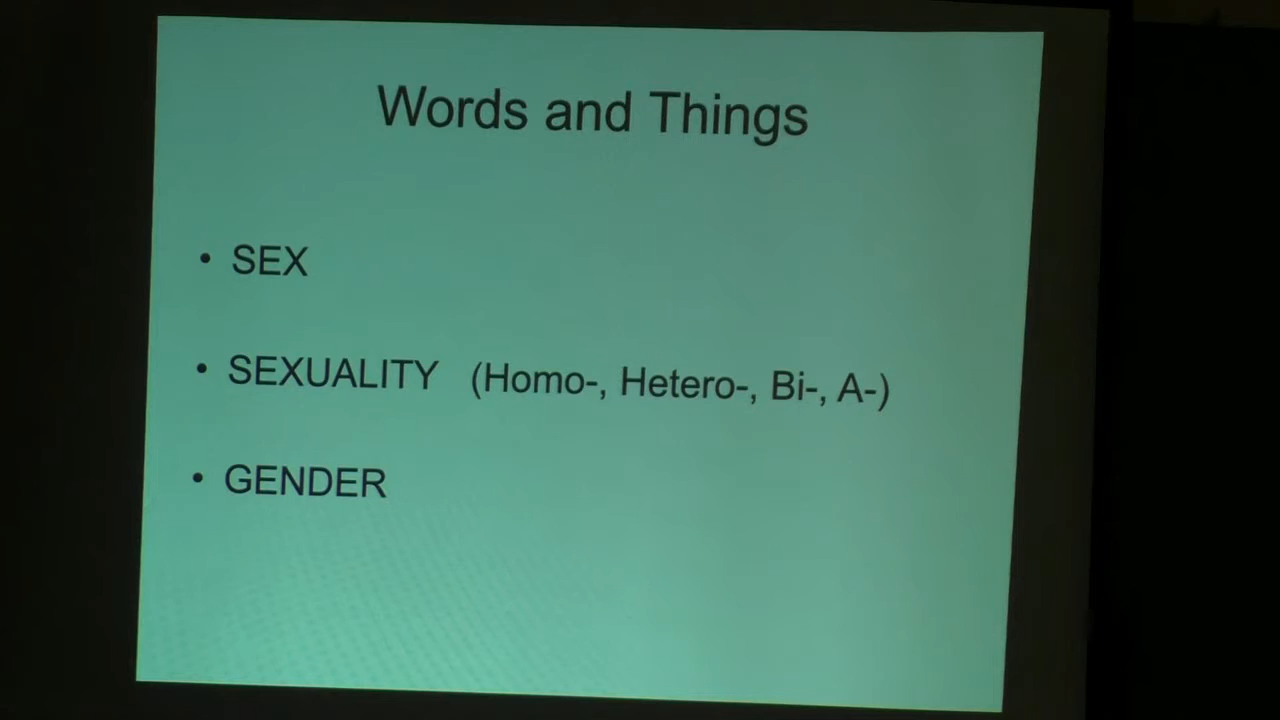 Words and Things
• SEX
• SEXUALITY (Homo-, Hetero-, Bi-, A-)
• GENDER